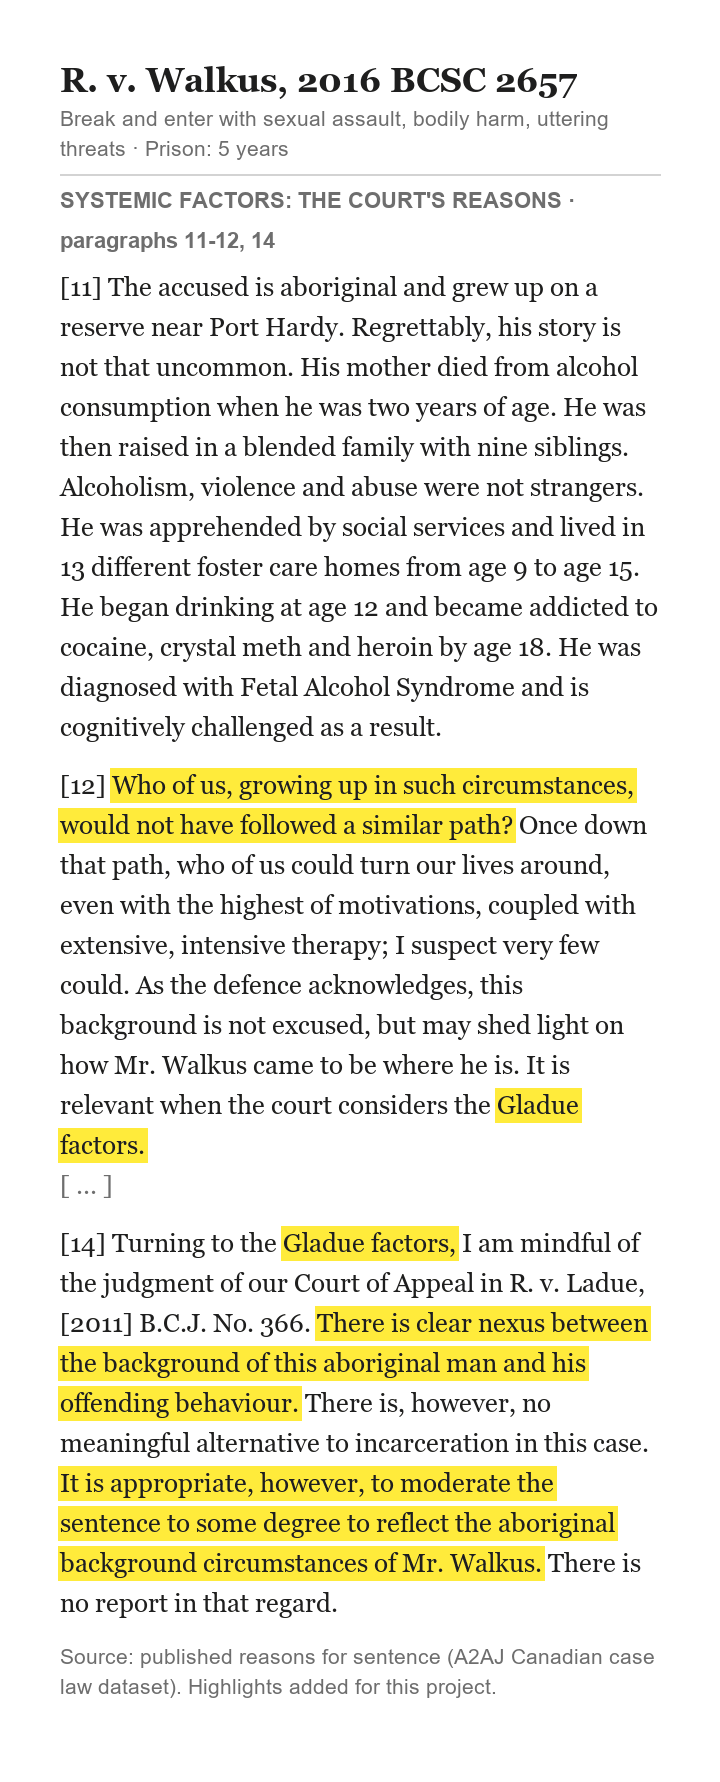 R. v. Walkus, 2016 BCSC 2657
Break and enter with sexual assault, bodily harm, uttering
threats · Prison: 5 years
SYSTEMIC FACTORS: THE COURT'S REASONS ·
paragraphs 11-12, 14
[11] The accused is aboriginal and grew up on a
reserve near Port Hardy. Regrettably, his story is
not that uncommon. His mother died from alcohol
consumption when he was two years of age. He was
then raised in a blended family with nine siblings.
Alcoholism, violence and abuse were not strangers.
He was apprehended by social services and lived in
13 different foster care homes from age 9 to age 15.
He began drinking at age 12 and became addicted to
cocaine, crystal meth and heroin by age 18. He was
diagnosed with Fetal Alcohol Syndrome and is
cognitively challenged as a result.
[12] Who of us, growing up in such circumstances,
would not have followed a similar path? Once down
that path, who of us could turn our lives around,
even with the highest of motivations, coupled with
extensive, intensive therapy; I suspect very few
could. As the defence acknowledges, this
background is not excused, but may shed light on
how Mr. Walkus came to be where he is. It is
relevant when the court considers the Gladue
factors.
[ ... ]
[14] Turning to the Gladue factors, I am mindful of
the judgment of our Court of Appeal in R. v. Ladue,
[2011] B.C.J. No. 366. There is clear nexus between
the background of this aboriginal man and his
offending behaviour. There is, however, no
meaningful alternative to incarceration in this case.
It is appropriate, however, to moderate the
sentence to some degree to reflect the aboriginal
background circumstances of Mr. Walkus. There is
no report in that regard.
Source: published reasons for sentence (A2AJ Canadian case
law dataset). Highlights added for this project.